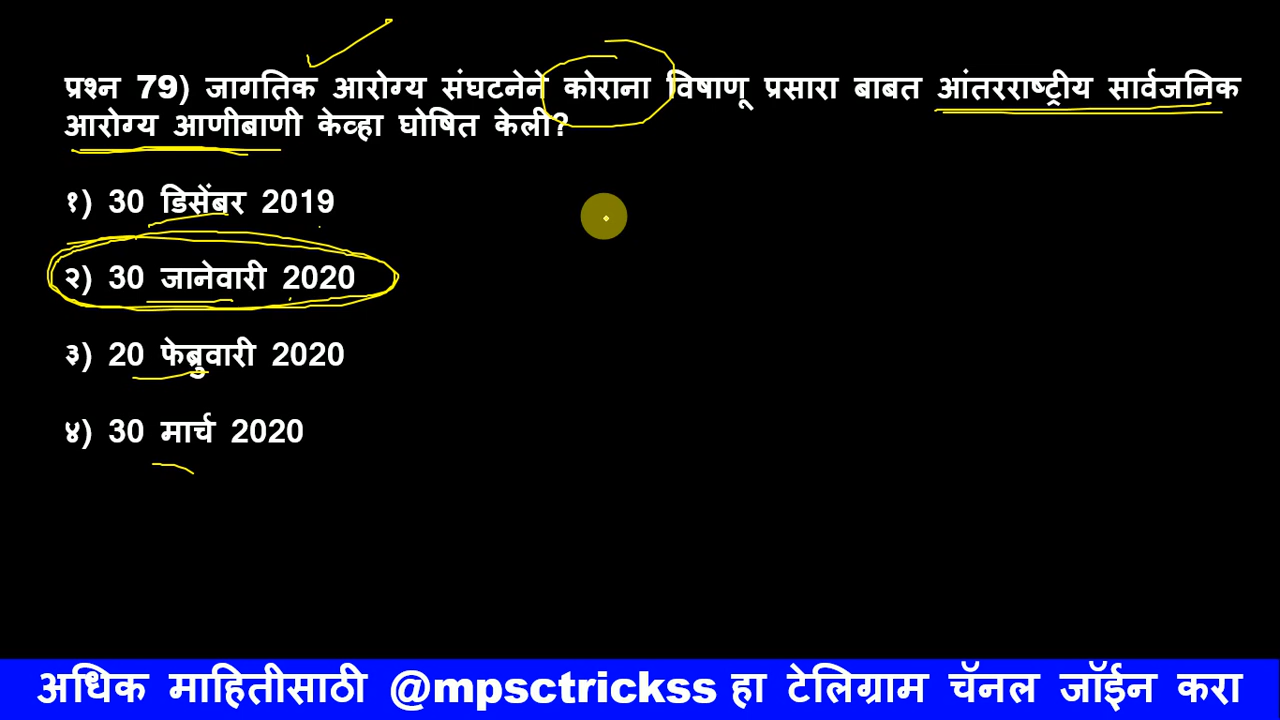 प्रश्न 79) जागतिक आरोग्य संघटनेने कोराना विषाणू प्रसारा बाबत आंतरराष्ट्रीय सार्वजनिक
आरोग्य आणीबाणी केव्हा घोषित केली?
१) 30 डिसेंबर 2019
२) 30 जानेवारी 2020
३) 20 फेब्रुवारी 2020
४) 30 मार्च 2020
अधिक माहितीसाठी @mpsctrickss हा टेलिग्राम चॅनल जॉईन करा